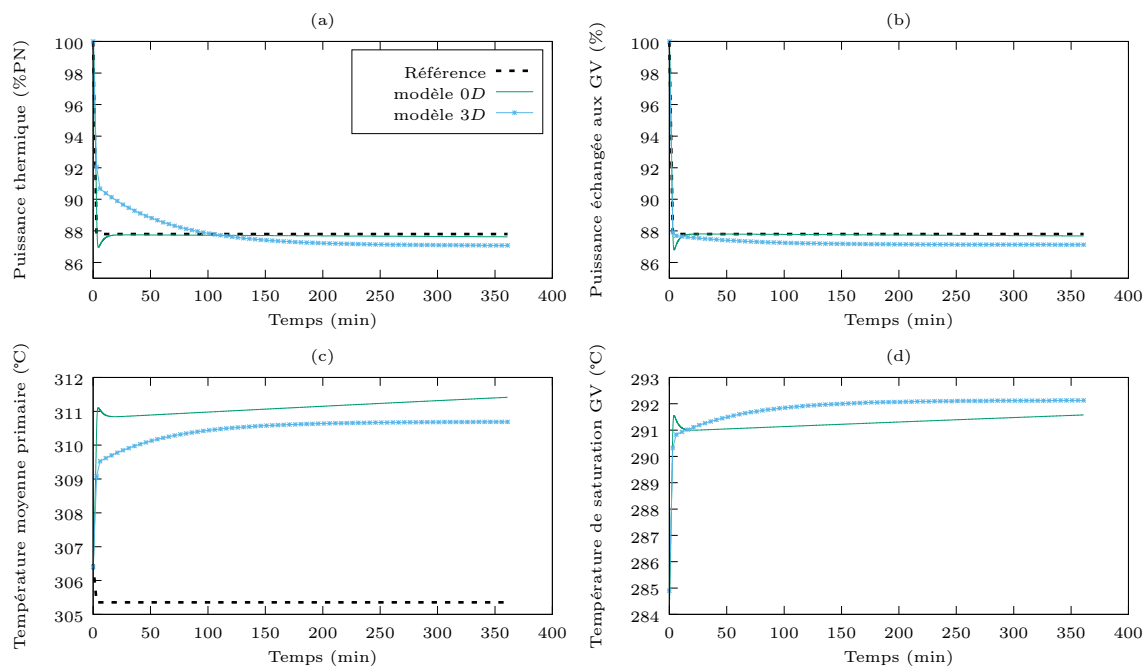 (a)
Puissance thermique (%PN)
100
98
96
94
92
90
88
86
Référence
modèle 0D
modèle 3D
0 50 100 150 200 250 300 350 400
Temps (min)
(b)
Puissance échangée aux GV (%)
100
98
96
94
92
90
88
86
0 50 100 150 200 250 300 350 400
Temps (min)
(c)
Température moyenne primaire (°C)
312
311
310
309
308
307
306
305
0 50 100 150 200 250 300 350 400
Temps (min)
(d)
Température de saturation GV (°C)
293
292
291
290
289
288
287
286
285
284
0 50 100 150 200 250 300 350 400
Temps (min)